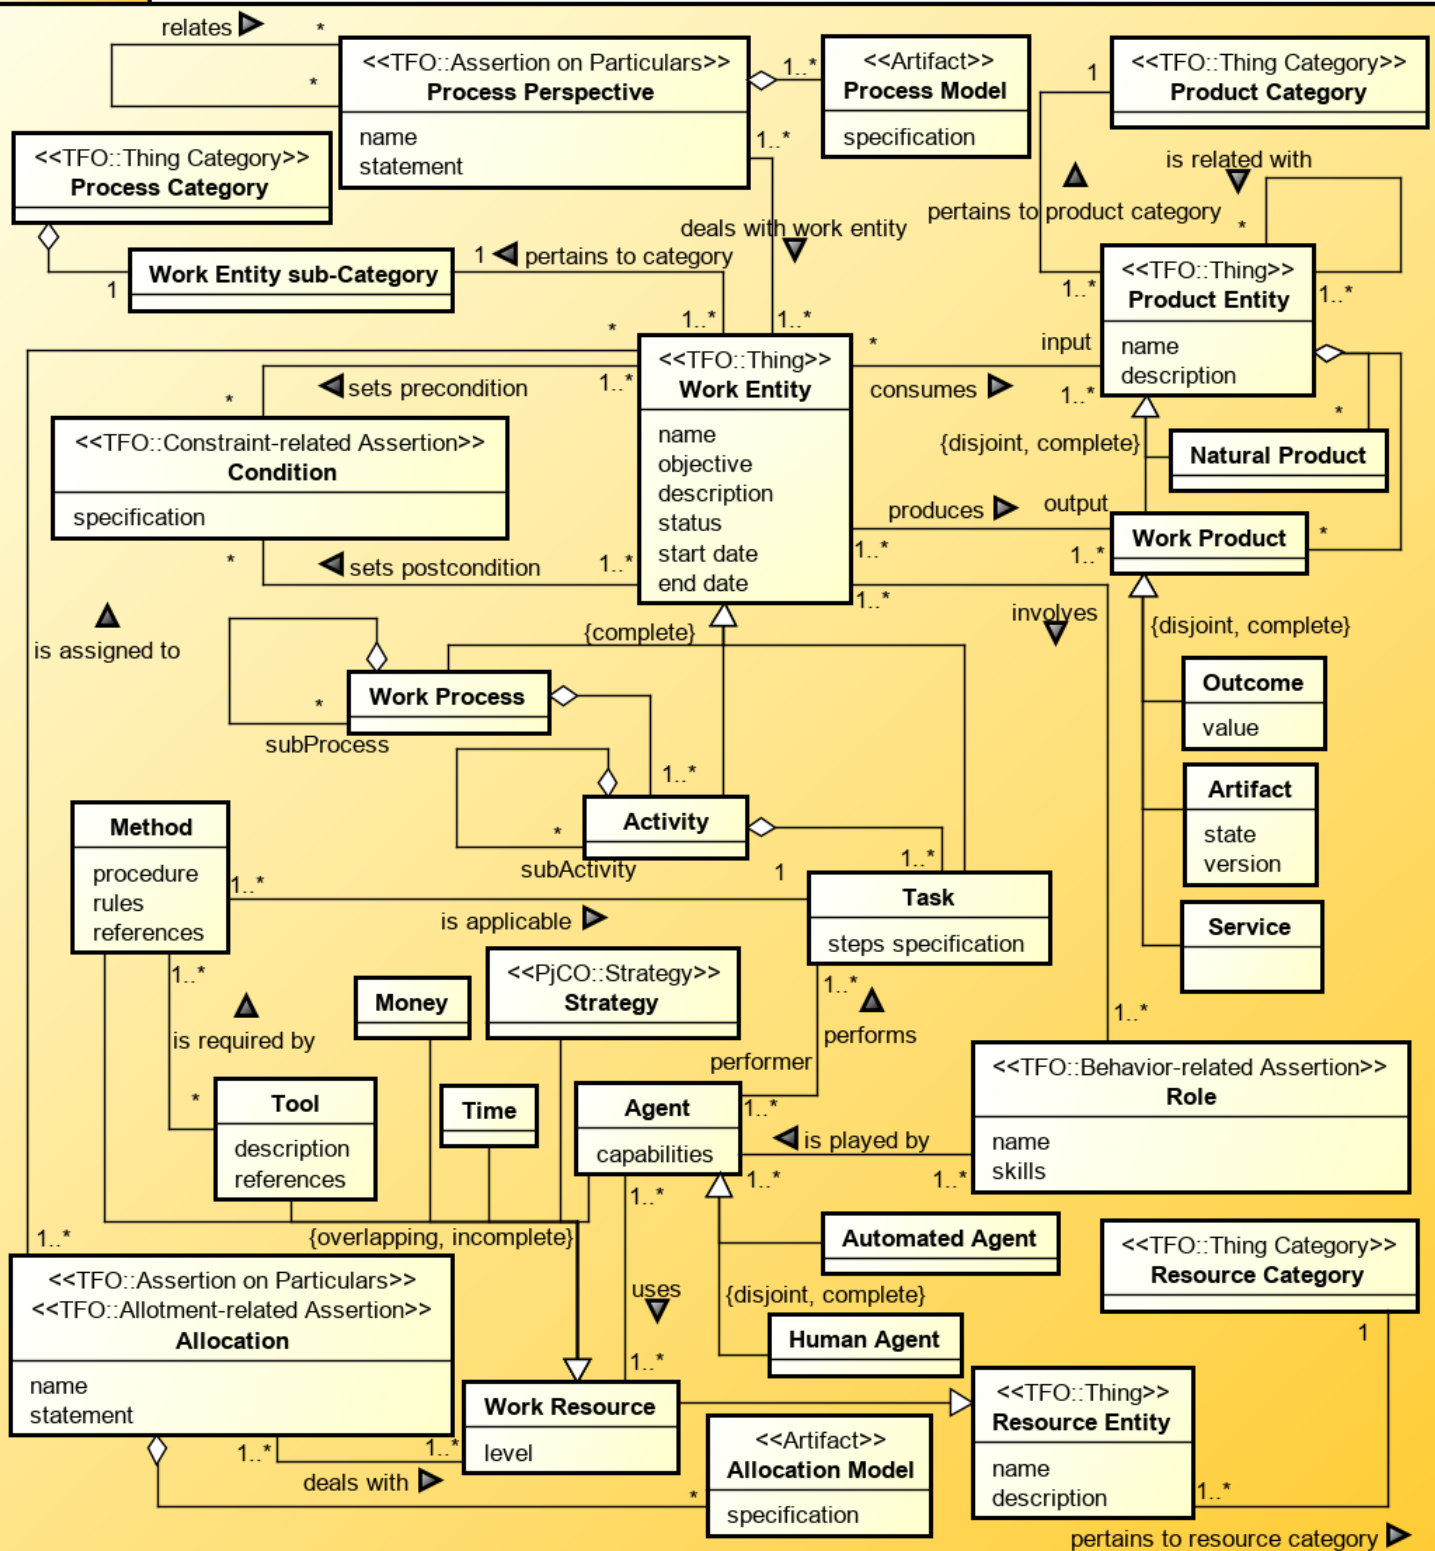 relates
*
*
<<TFO::Assertion on Particulars>>
Process Perspective
name
statement
1..*
<<Artifact>>
Process Model
specification
<<TFO::Thing Category>>
Product Category
1
<<TFO::Thing Category>>
Process Category
1..*
is related with
pertains to product category
*
deals with work entity
1
pertains to category
Work Entity sub-Category
1
<<TFO::Thing>>
Product Entity
name
description
1..*
1..*
1..*
1..*
*
<<TFO::Thing>>
Work Entity
name
objective
description
status
start date
end date
*
input
consumes
1..*
sets precondition
1..*
*
<<TFO::Constraint-related Assertion>>
Condition
specification
*
{disjoint, complete}
Natural Product
produces
output
Work Product
*
1..*
1..*
sets postcondition
1..*
*
1..*
involves
is assigned to
{complete}
{disjoint, complete}
Work Process
*
subProcess
Outcome
value
1..*
Artifact
state
version
Activity
*
subActivity
Method
procedure
rules
references
1..*
1
1..*
is applicable
Task
steps specification
Service
1..*
is required by
Money
<<PjCO::Strategy>>
Strategy
1..*
performs
performer
1..*
*
Tool
description
references
Time
Agent
capabilities
1..*
is played by
1..*
1..*
<<TFO::Behavior-related Assertion>>
Role
name
skills
1..*
{overlapping, incomplete}
1..*
Automated Agent
<<TFO::Thing Category>>
Resource Category
uses
{disjoint, complete}
Human Agent
1
<<TFO::Assertion on Particulars>>
<<TFO::Allotment-related Assertion>>
Allocation
name
statement
1..*
Work Resource
level
<<TFO::Thing>>
Resource Entity
name
description
1..*
1..*
deals with
<<Artifact>>
Allocation Model
specification
*
1..*
pertains to resource category